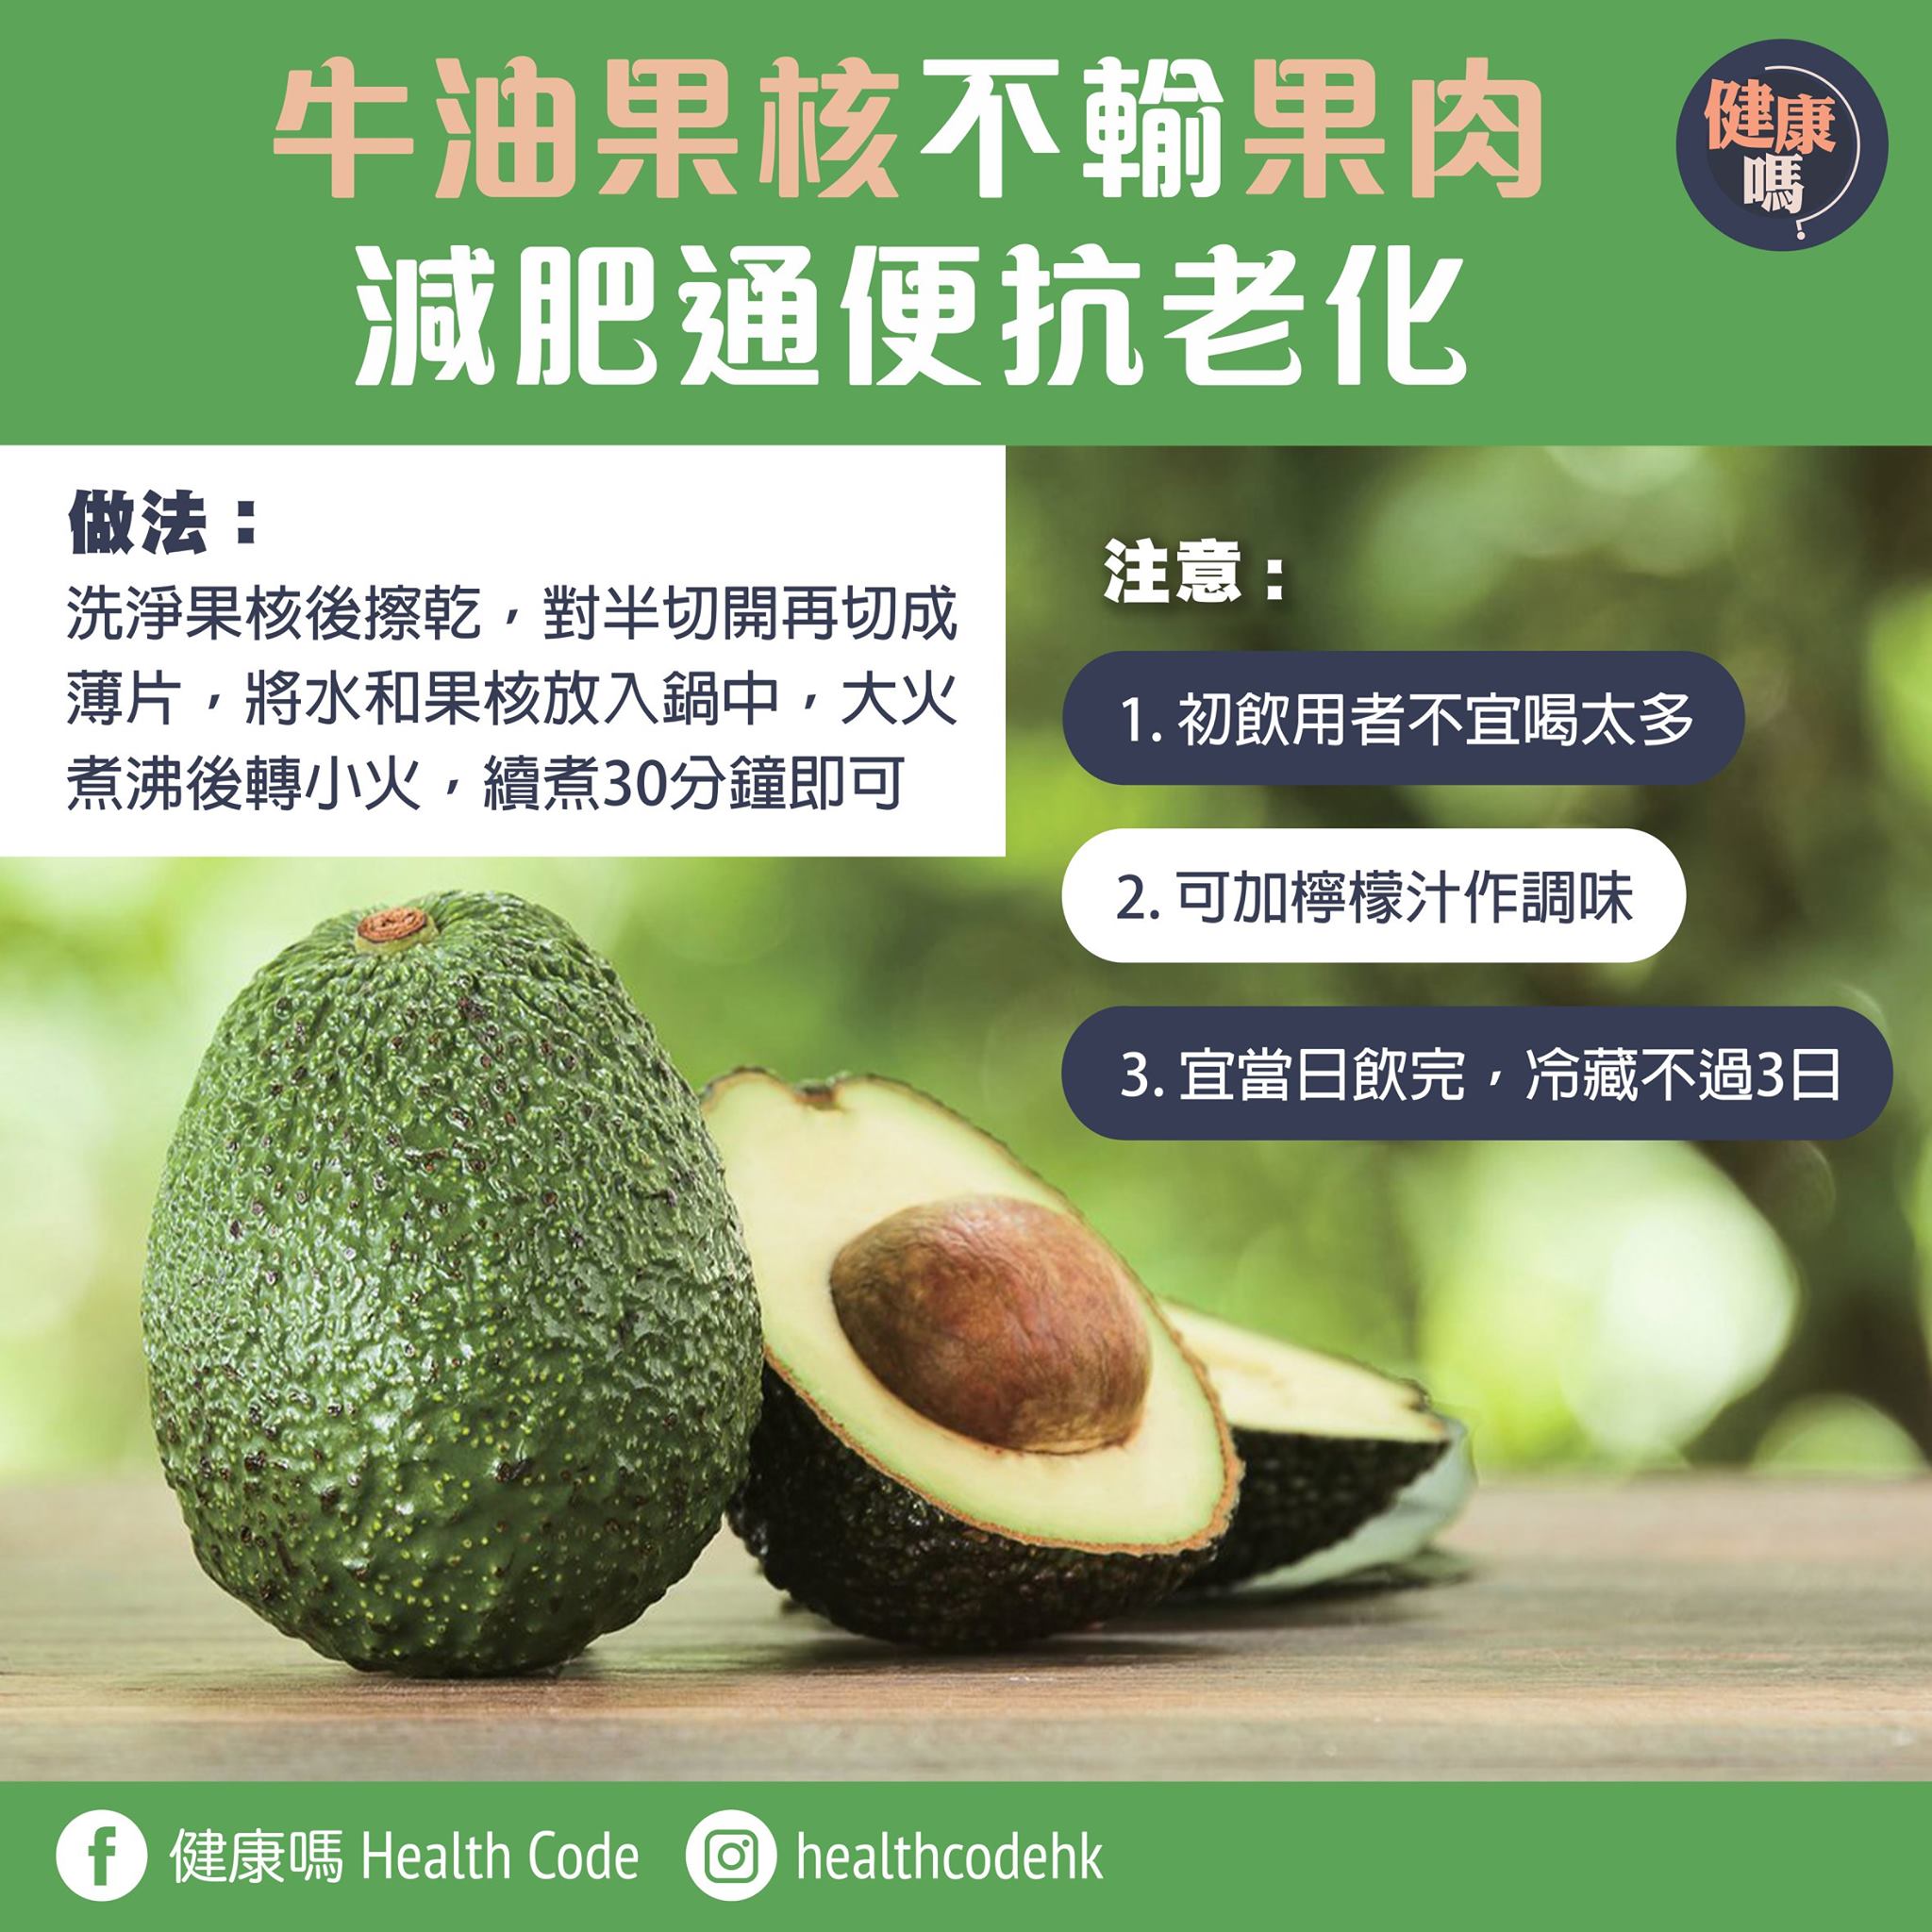 牛油果核不輸果肉
減肥通便抗老化
健康
嗎?
做法：
洗淨果核後擦乾，對半切開再切成
薄片，將水和果核放入鍋中，大火
煮沸後轉小火，續煮30分鐘即可
注意：
1. 初飲用者不宜喝太多
2. 可加檸檬汁作調味
3. 宜當日飲完，冷藏不過3日
健康嗎 Health Code
healthcodehk